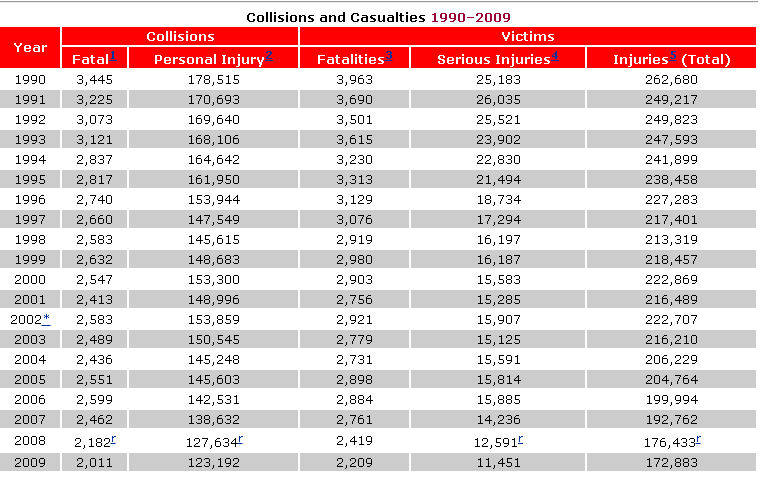 Collisions and Casualties 1990–2009
Year Collisions Victims
Fatal1 Personal Injury2 Fatalities3 Serious Injuries4 Injuries5 (Total)
1990 3,445 178,515 3,963 25,183 262,680
1991 3,225 170,693 3,690 26,035 249,217
1992 3,073 169,640 3,501 25,521 249,823
1993 3,121 168,106 3,615 23,902 247,593
1994 2,837 164,642 3,230 22,830 241,899
1995 2,817 161,950 3,313 21,494 238,458
1996 2,740 153,944 3,129 18,734 227,283
1997 2,660 147,549 3,076 17,294 217,401
1998 2,583 145,615 2,919 16,197 213,319
1999 2,632 148,683 2,980 16,187 218,457
2000 2,547 153,300 2,903 15,583 222,869
2001 2,413 148,996 2,756 15,285 216,489
2002* 2,583 153,859 2,921 15,907 222,707
2003 2,489 150,545 2,779 15,125 216,210
2004 2,436 145,248 2,731 15,591 206,229
2005 2,551 145,603 2,898 15,814 204,764
2006 2,599 142,531 2,884 15,885 199,994
2007 2,462 138,632 2,761 14,236 192,762
2008 2,182r 127,634r 2,419 12,591r 176,433r
2009 2,011 123,192 2,209 11,451 172,883